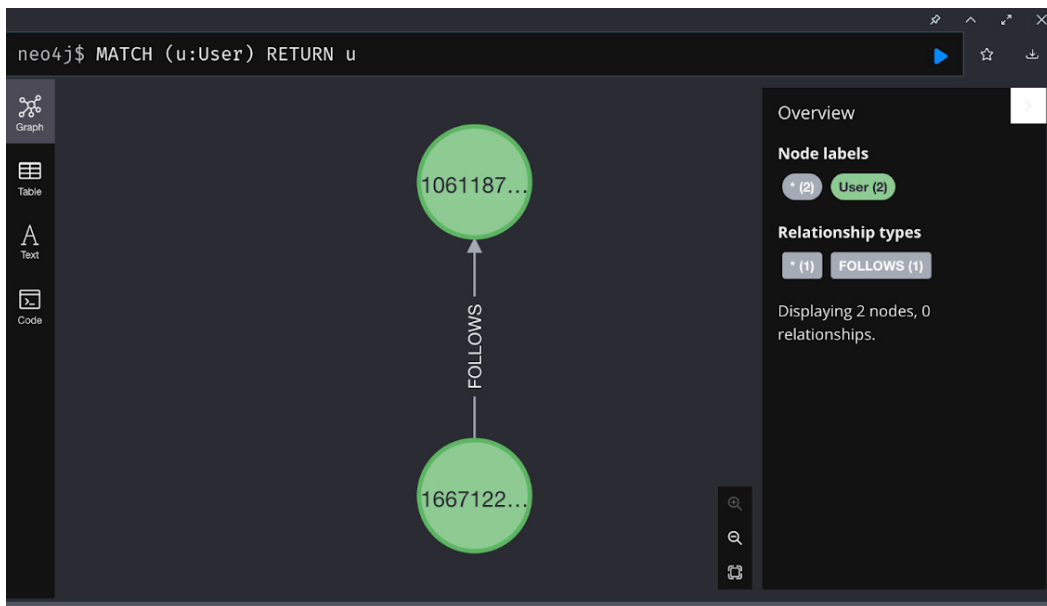 neo4j$ MATCH (u:User) RETURN u
Graph
Table
A
Text
Code
1061187...
FOLLOWS
1667122...
Overview
Node labels
* (2) User (2)
Relationship types
* (1) FOLLOWS (1)
Displaying 2 nodes, 0
relationships.